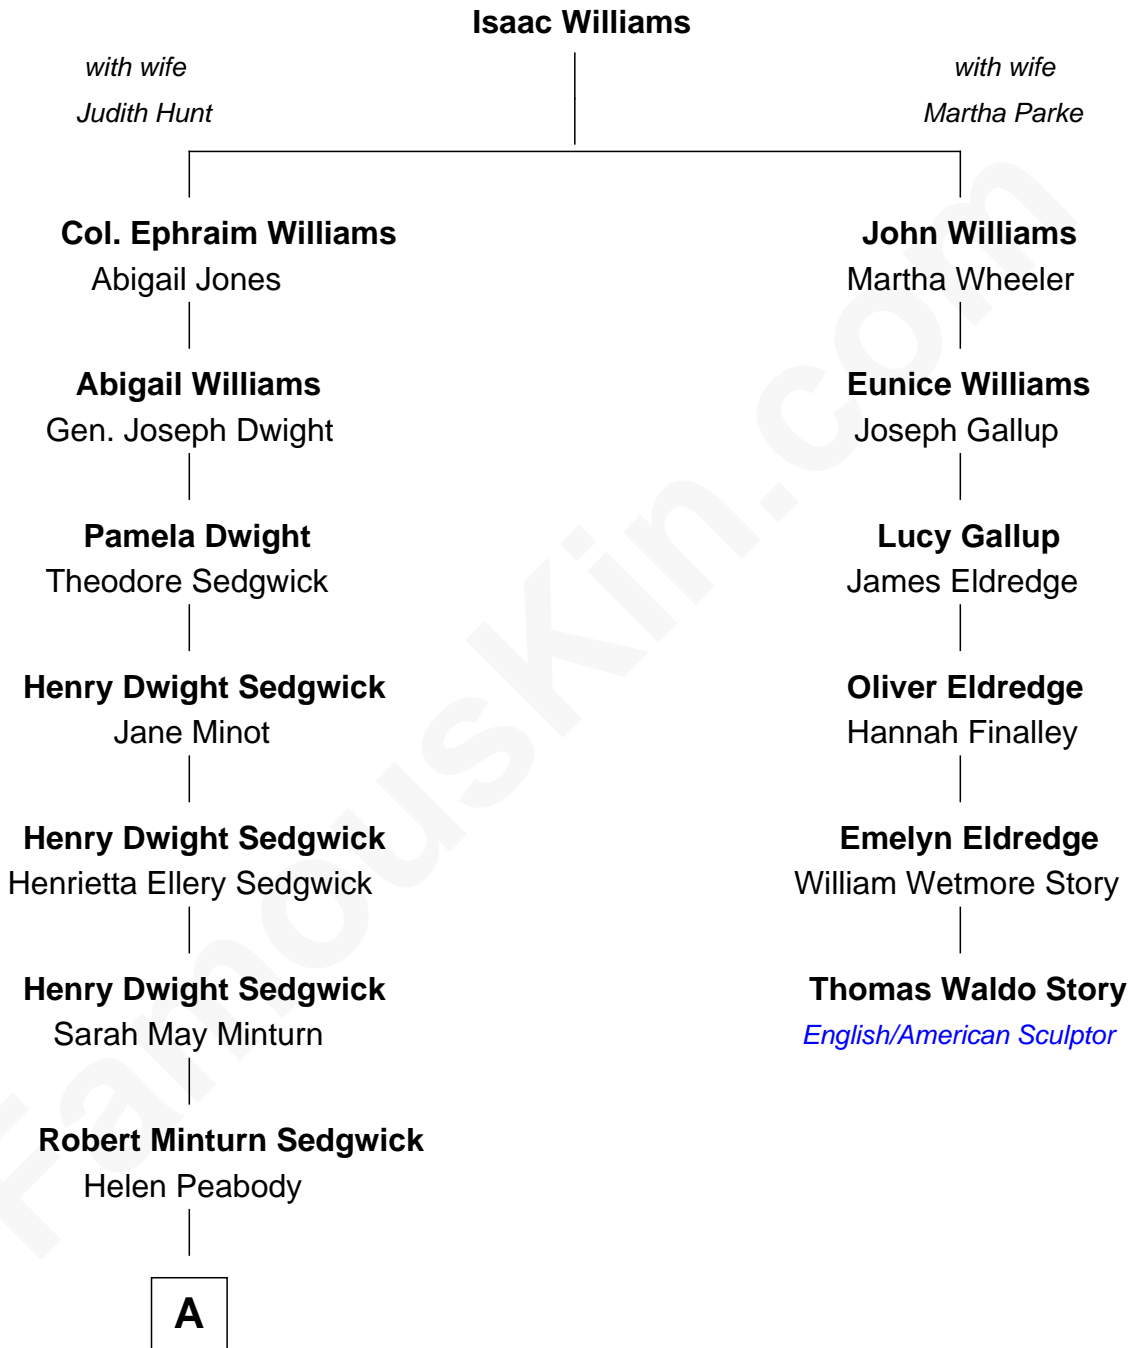 Isaac Williams
with wife
Judith Hunt
with wife
Martha Parke
Col. Ephraim Williams
Abigail Jones
Abigail Williams
Gen. Joseph Dwight
Pamela Dwight
Theodore Sedgwick
Henry Dwight Sedgwick
Jane Minot
Henry Dwight Sedgwick
Henrietta Ellery Sedgwick
Henry Dwight Sedgwick
Sarah May Minturn
Robert Minturn Sedgwick
Helen Peabody
A
John Williams
Martha Wheeler
Eunice Williams
Joseph Gallup
Lucy Gallup
James Eldredge
Oliver Eldredge
Hannah Finalley
Emelyn Eldredge
William Wetmore Story
Thomas Waldo Story
English/American Sculptor
FamousKin.com